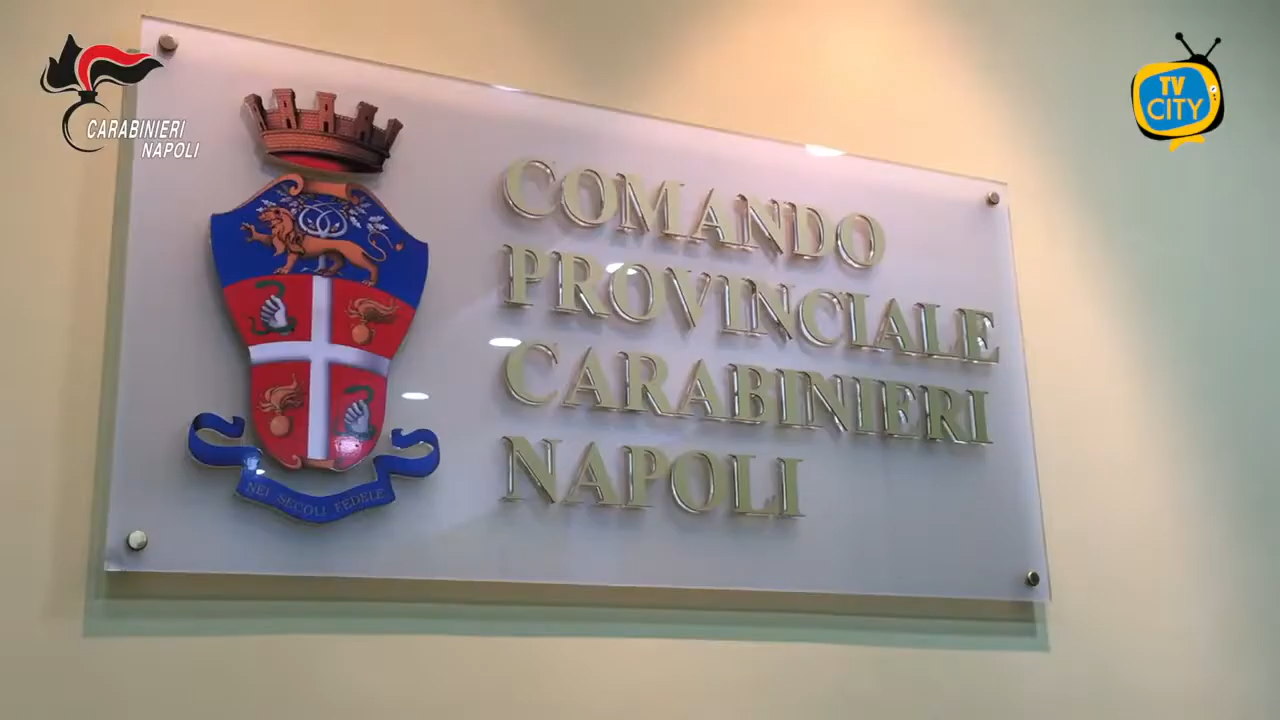 CARABINIERI
NAPOLI
TV
CITY
COMANDO
PROVINCIALE
CARABINIERI
NAPOLI
NEI SECOLI FEDELE